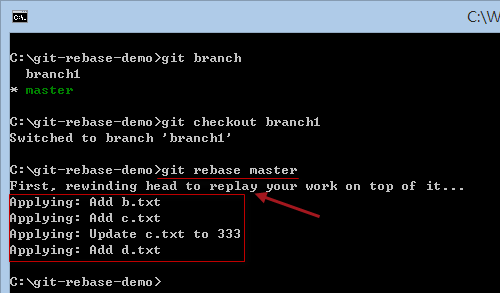 C:\W
C:\git-rebase-demo>git branch
branch1
* master
C:\git-rebase-demo>git checkout branch1
Switched to branch 'branch1'
C:\git-rebase-demo>git rebase master
First, rewinding head to replay your work on top of it...
Applying: Add b.txt
Applying: Add c.txt
Applying: Update c.txt to 333
Applying: Add d.txt
C:\git-rebase-demo>